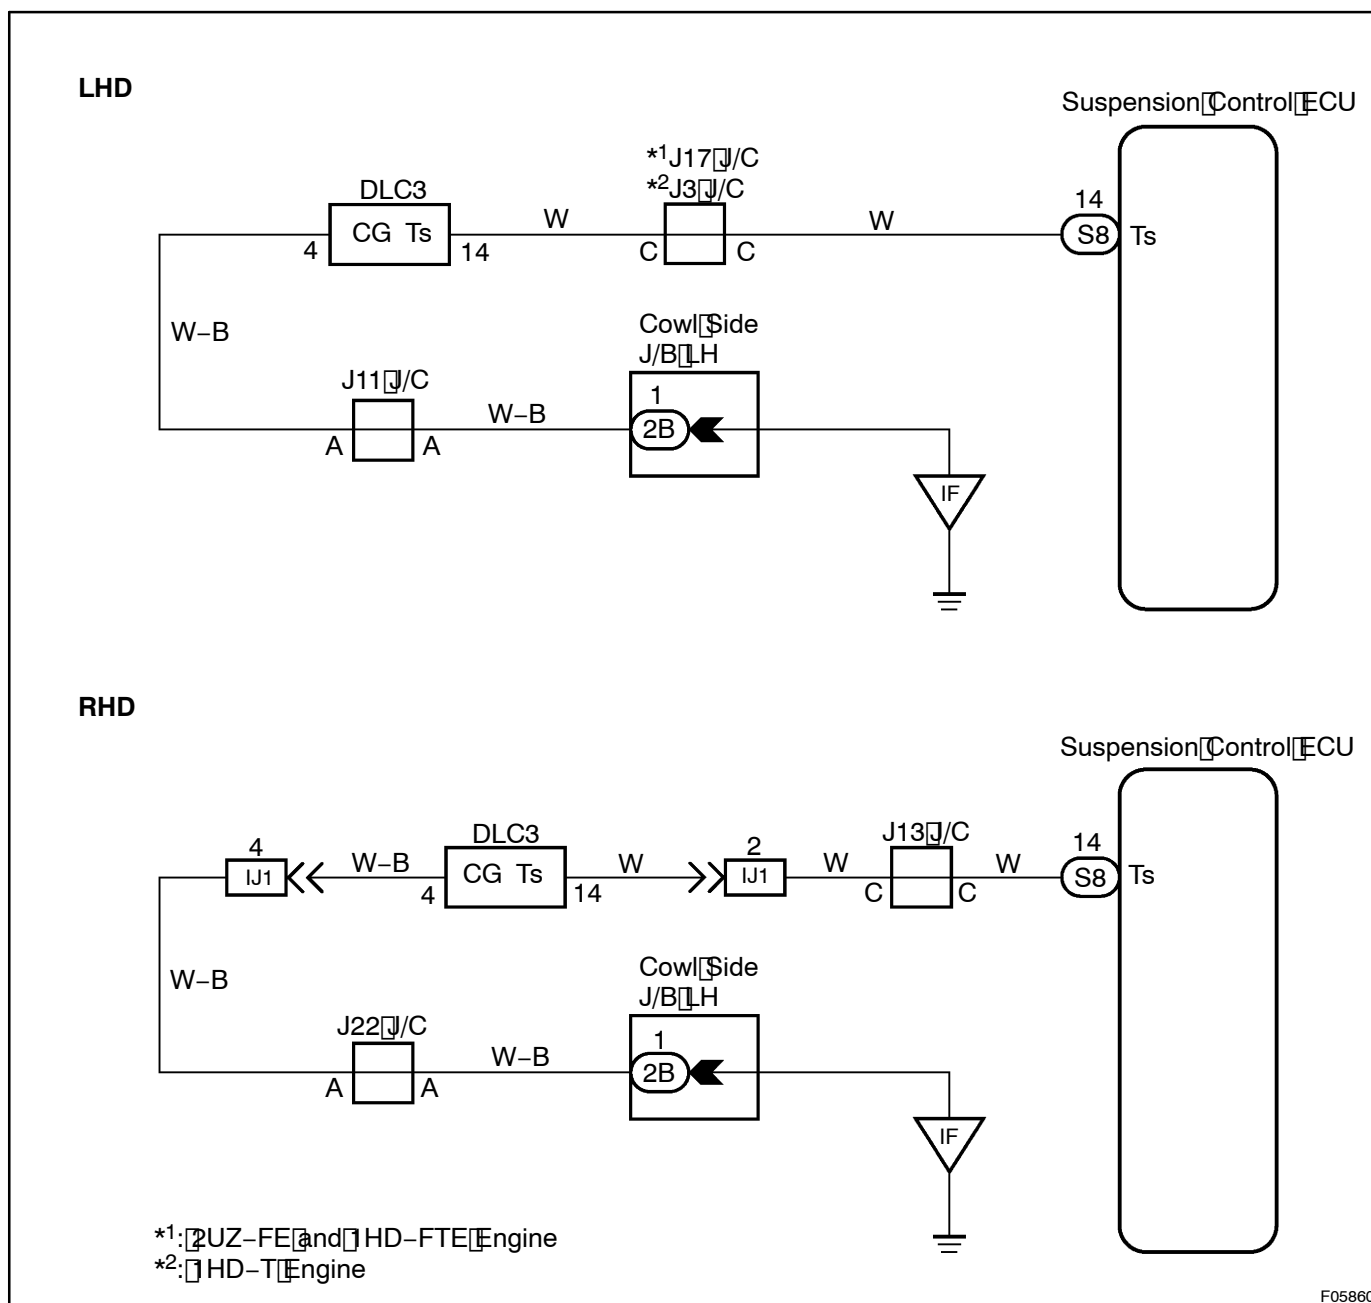 LHD
Suspension Control ECU
*1J17 J/C
*2J3 J/C
DLC3
14
W
W
CG Ts
S8
Ts
4
14
C
C
W–B
Cowl Side
J/B LH
J11 J/C
1
W–B
2B
A
A
IF
RHD
Suspension Control ECU
DLC3
J13 J/C
4
2
14
W–B
W
W
W
IJ1
CG Ts
IJ1
S8
Ts
4
14
C
C
W–B
Cowl Side
J/B LH
J22 J/C
1
W–B
2B
A
A
IF
*1: 2UZ–FE and 1HD–FTE Engine
*2: 1HD–T Engine
F05860